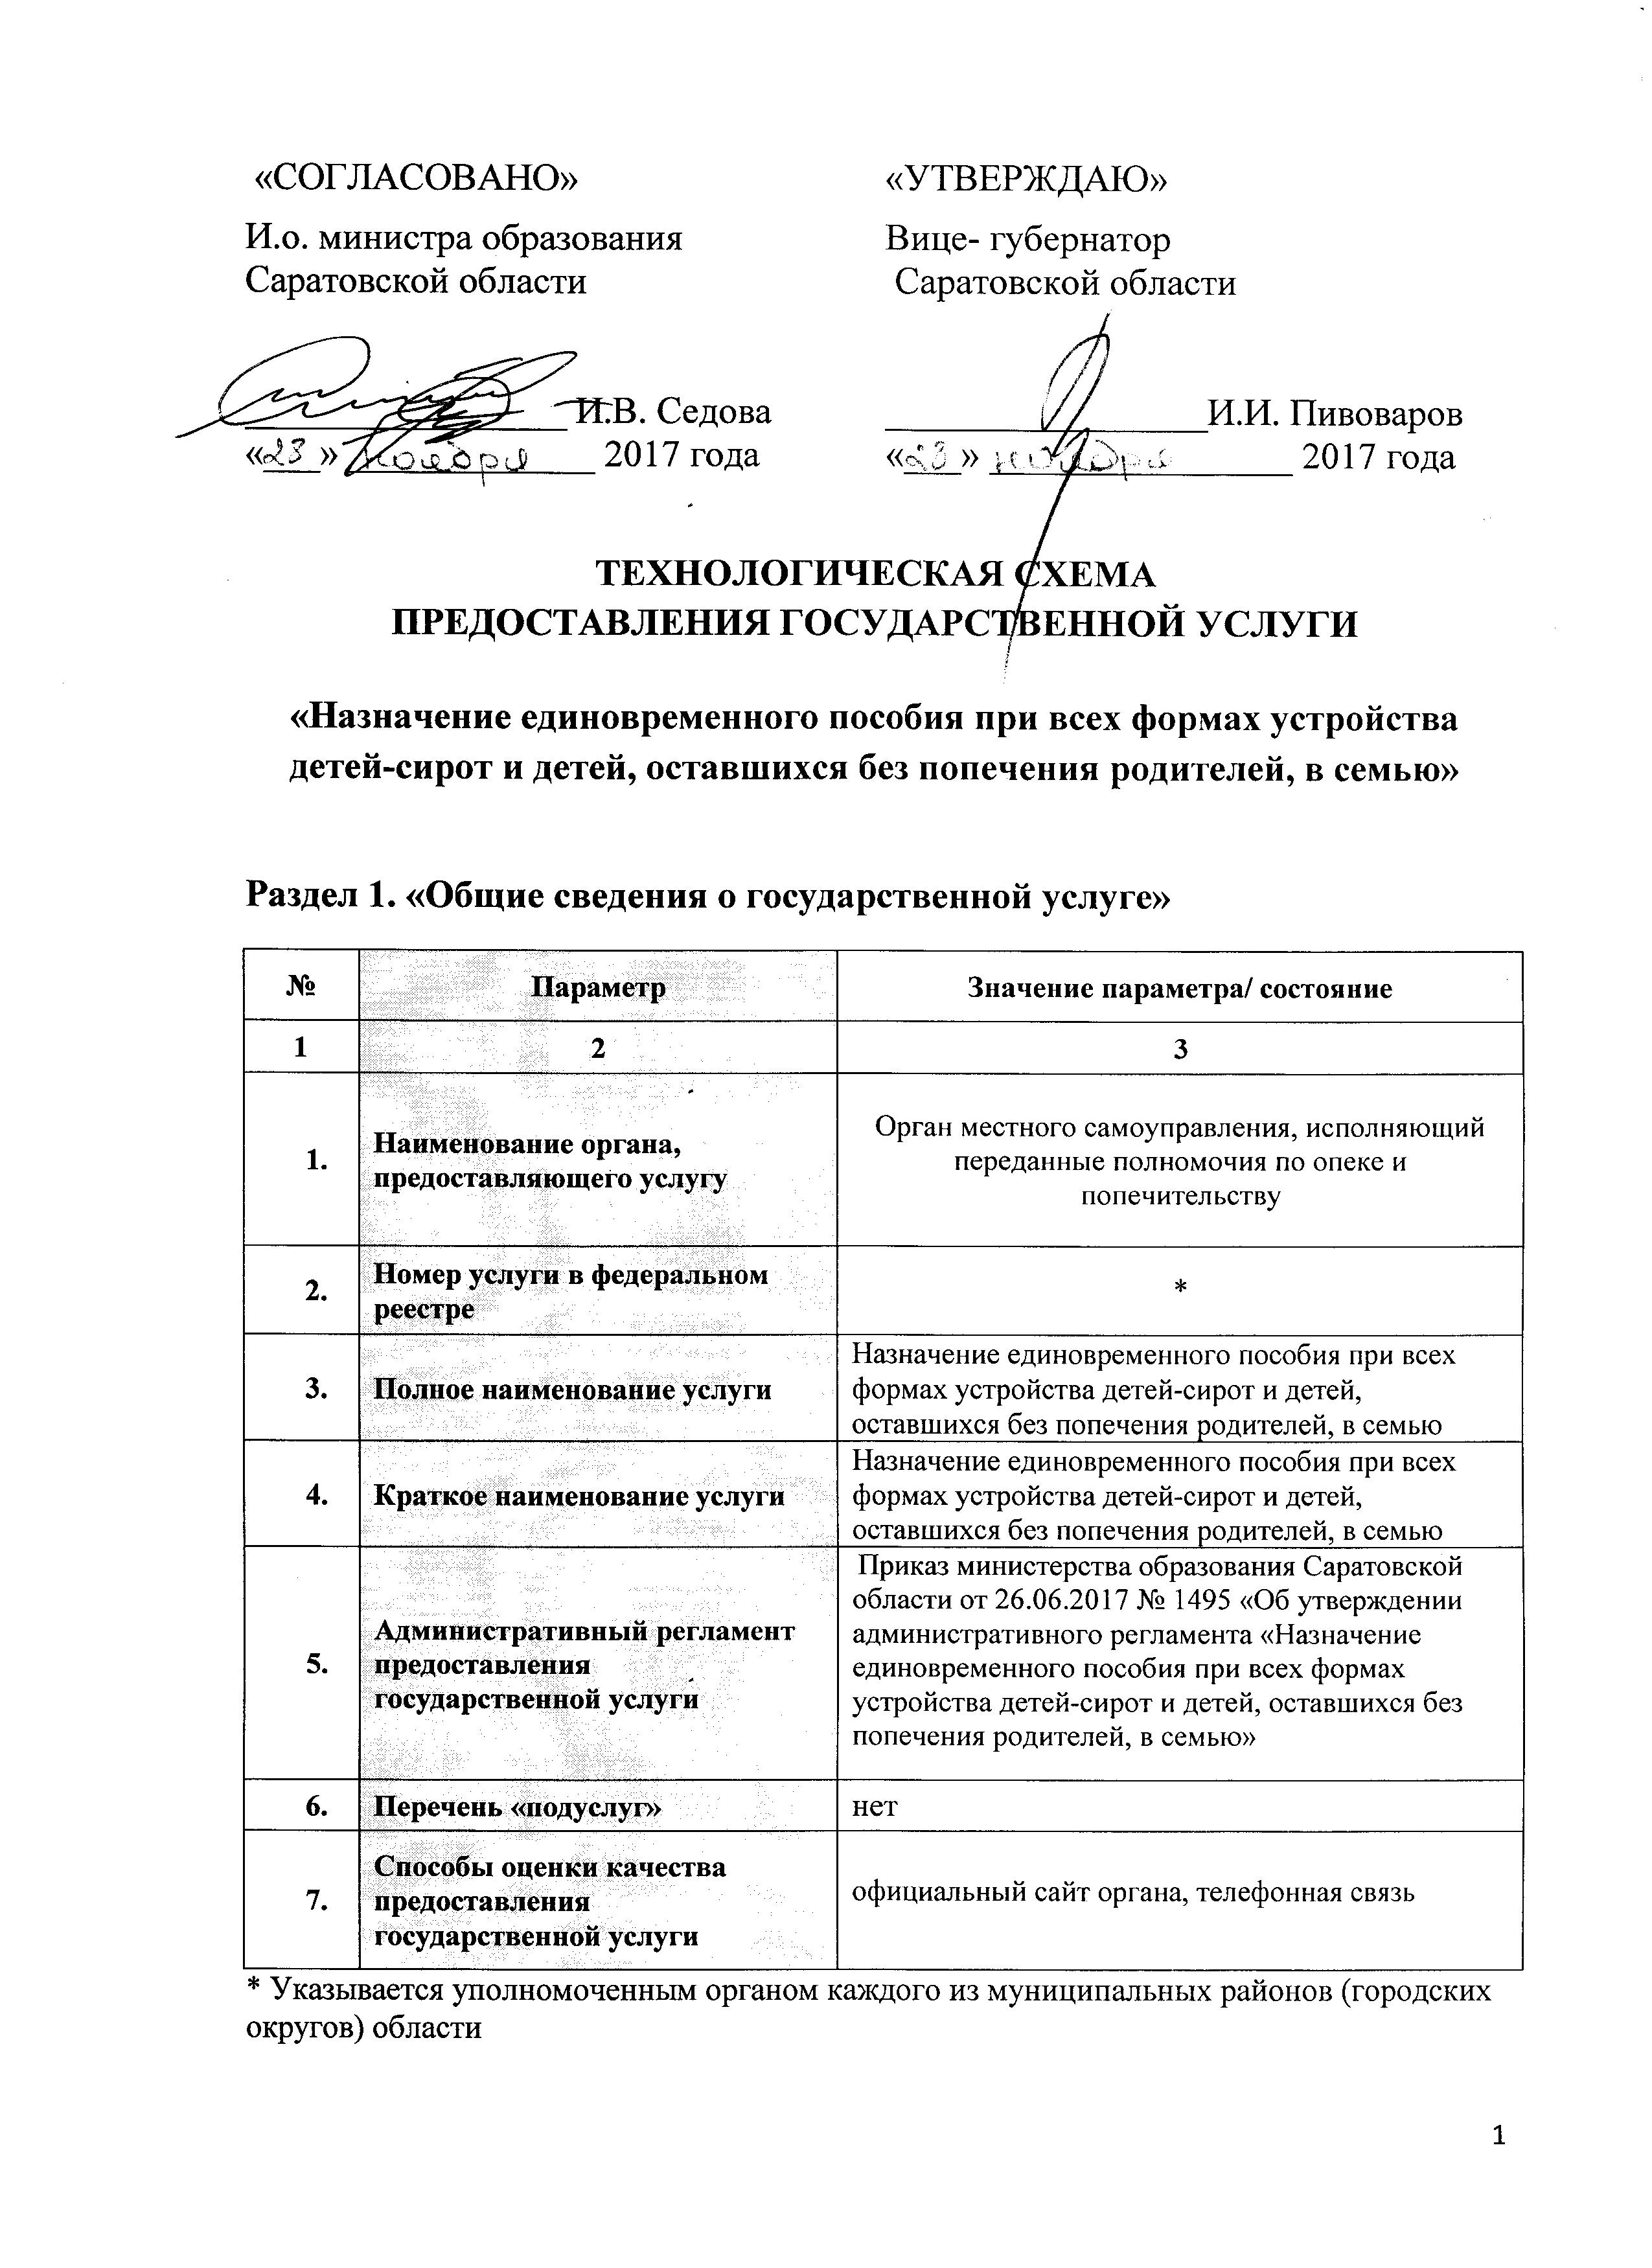 «СОГЛАСОВАНО»
И.о. министра образования
Саратовской области
И.В. Седова
«23» ноября 2017 года
«УТВЕРЖДАЮ»
Вице- губернатор
Саратовской области
И.И. Пивоваров
«23» ноября 2017 года
ТЕХНОЛОГИЧЕСКАЯ СХЕМА
ПРЕДОСТАВЛЕНИЯ ГОСУДАРСТВЕННОЙ УСЛУГИ
«Назначение единовременного пособия при всех формах устройства
детей-сирот и детей, оставшихся без попечения родителей, в семью»
Раздел 1. «Общие сведения о государственной услуге»
№
Параметр
Значение параметра/ состояние
1
2
3
1.
Наименование органа,
предоставляющего услугу
Орган местного самоуправления, исполняющий
переданные полномочия по опеке и
попечительству
2.
Номер услуги в федеральном
реестре
*
3.
Полное наименование услуги
Назначение единовременного пособия при всех
формах устройства детей-сирот и детей,
оставшихся без попечения родителей, в семью
4.
Краткое наименование услуги
Назначение единовременного пособия при всех
формах устройства детей-сирот и детей,
оставшихся без попечения родителей, в семью
5.
Административный регламент
предоставления
государственной услуги
Приказ министерства образования Саратовской
области от 26.06.2017 № 1495 «Об утверждении
административного регламента «Назначение
единовременного пособия при всех формах
устройства детей-сирот и детей, оставшихся без
попечения родителей, в семью»
6.
Перечень «подуслуг»
нет
7.
Способы оценки качества
предоставления
государственной услуги
официальный сайт органа, телефонная связь
* Указывается уполномоченным органом каждого из муниципальных районов (городских
округов) области
1